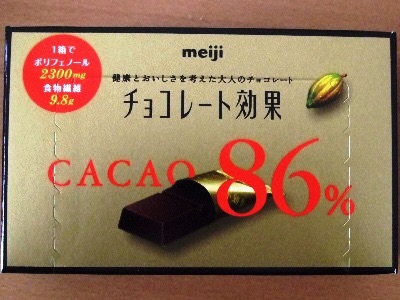 1箱で
ポリフェノール
2300mg
食物繊維
9.8g
meiji
健康とおいしさを考えた大人のチョコレート
チョコレート効果
CACAO 86%